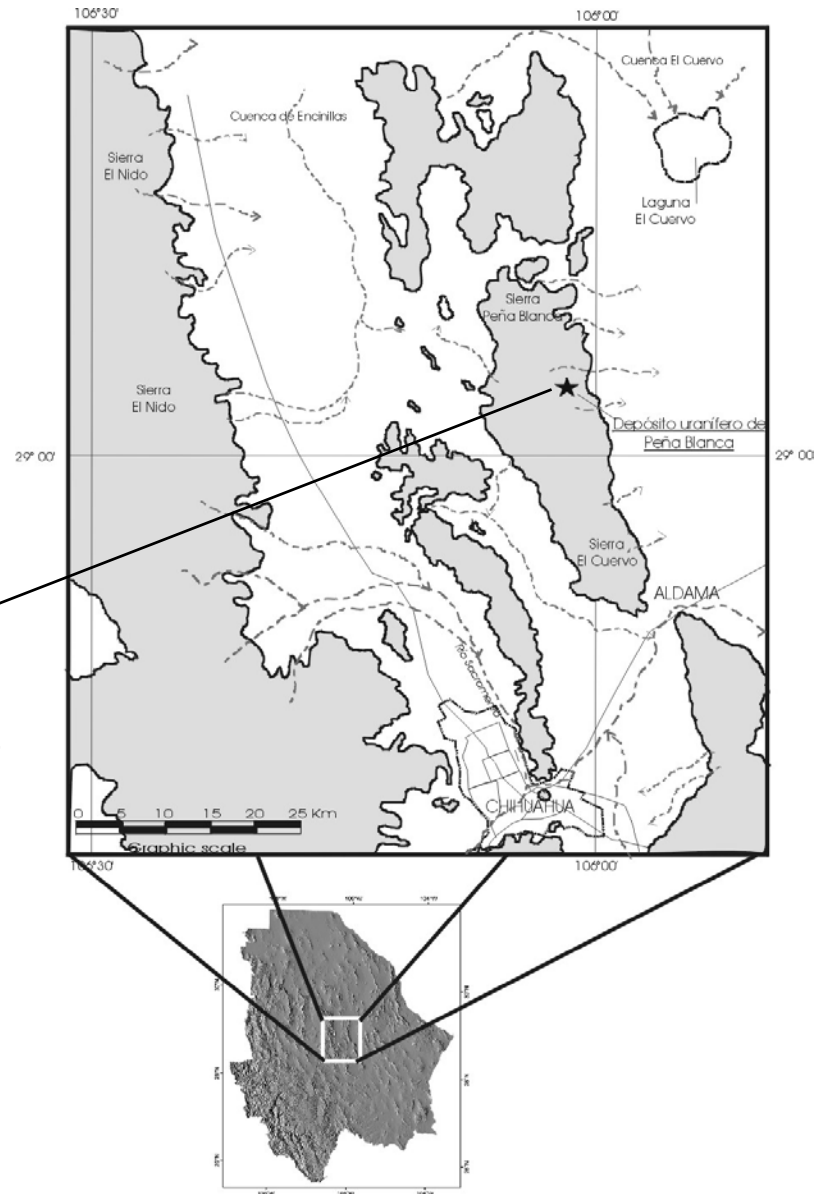 106°30'
106°00'
Cuenca El Cuervo
Cuenca de Encinillas
Sierra
El Nido
Laguna
El Cuervo
Sierra
Peña Blanca
Sierra
El Nido
Depósito uranífero de
Peña Blanca
29° 00'
29° 00
Sierra
El Cuervo
ALDAMA
Río Sacramento
CHIHUAHUA
0 5 10 15 20 25 Km
Graphic scale
106°30'
106°00'